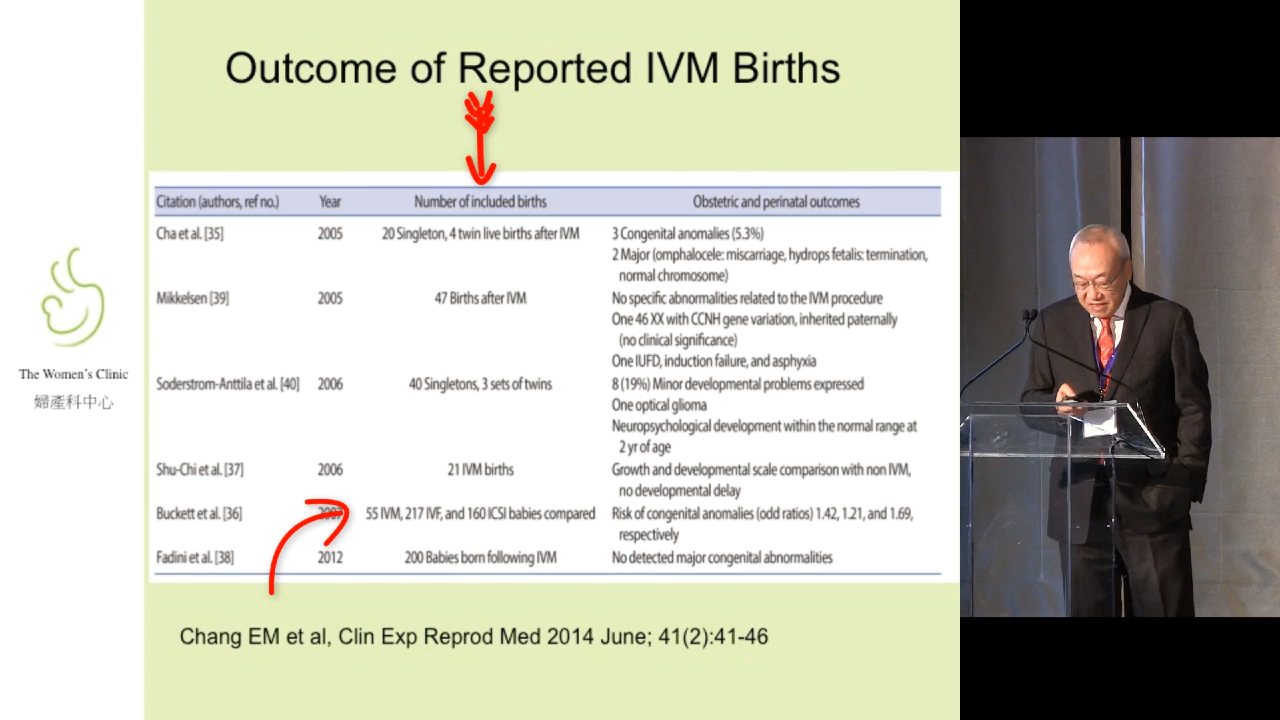 Outcome of Reported IVM Births
Citation (authors, ref no.) Year Number of included births Obstetric and perinatal outcomes
Cha et al. [35] 2005 20 Singleton, 4 twin live births after IVM 3 Congenital anomalies (5.3%)
2 Major (omphalocele: miscarriage, hydrops fetalis: termination,
normal chromosome)
Mikkelsen [39] 2005 47 Births after IVM No specific abnormalities related to the IVM procedure
One 46 XX with CCNH gene variation, inherited paternally
(no clinical significance)
One IUFD, induction failure, and asphyxia
Soderstrom-Anttila et al. [40] 2006 40 Singletons, 3 sets of twins 8 (19%) Minor developmental problems expressed
One optical glioma
Neuropsychological development within the normal range at
2 yr of age
Shu-Chi et al. [37] 2006 21 IVM births Growth and developmental scale comparison with non IVM,
no developmental delay
Buckett et al. [36] 55 IVM, 217 IVF, and 160 ICSI babies compared Risk of congenital anomalies (odd ratios) 1.42, 1.21, and 1.69,
respectively
Fadini et al. [38] 2012 200 Babies born following IVM No detected major congenital abnormalities
Chang EM et al, Clin Exp Reprod Med 2014 June; 41(2):41-46
The Women's Clinic
婦產科中心